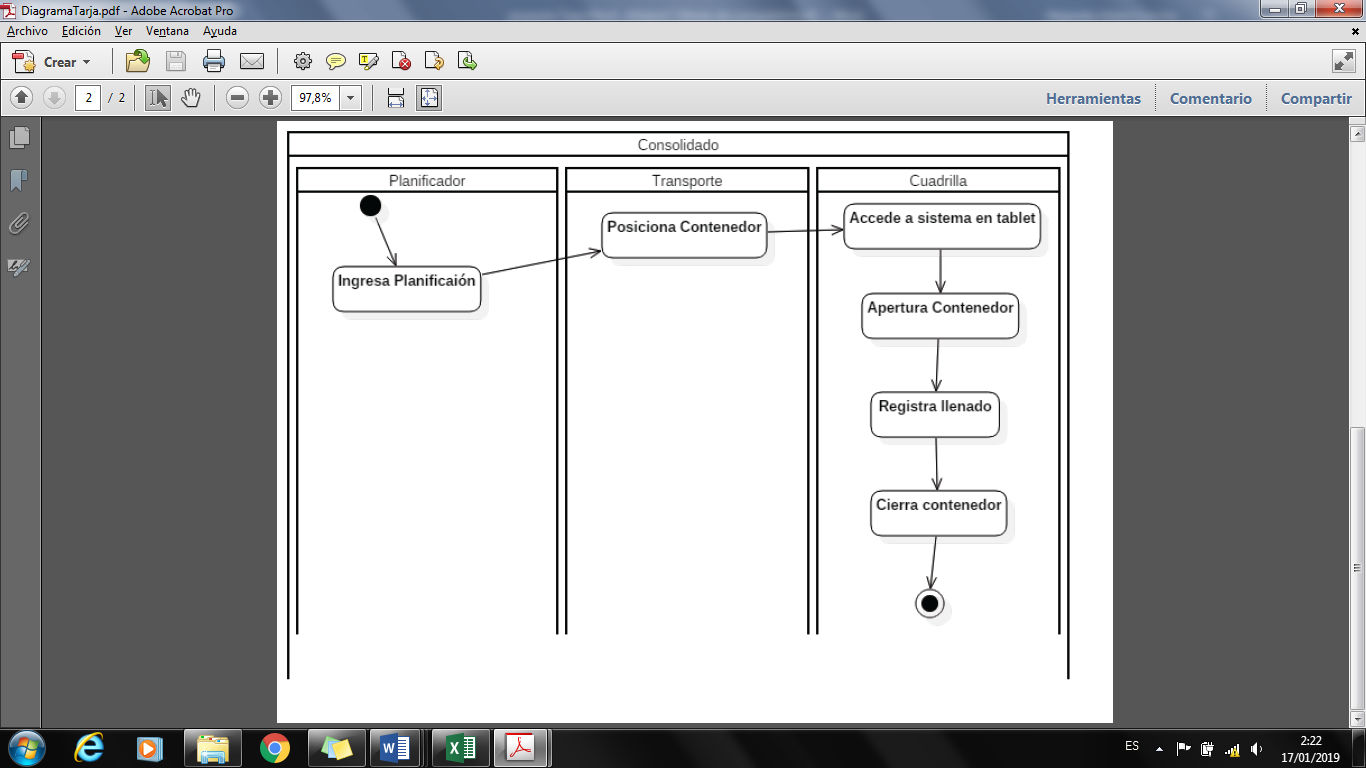 DiagramaTarja.pdf - Adobe Acrobat Pro
Archivo Edición Ver Ventana Ayuda
Crear
2 / 2 97,8% Herramientas Comentario Compartir
Consolidado
Planificador Transporte Cuadrilla
Posiciona Contenedor Accede a sistema en tablet
Ingresa Planificaión
Apertura Contenedor
Registra llenado
Cierra contenedor
ES 2:22
17/01/2019